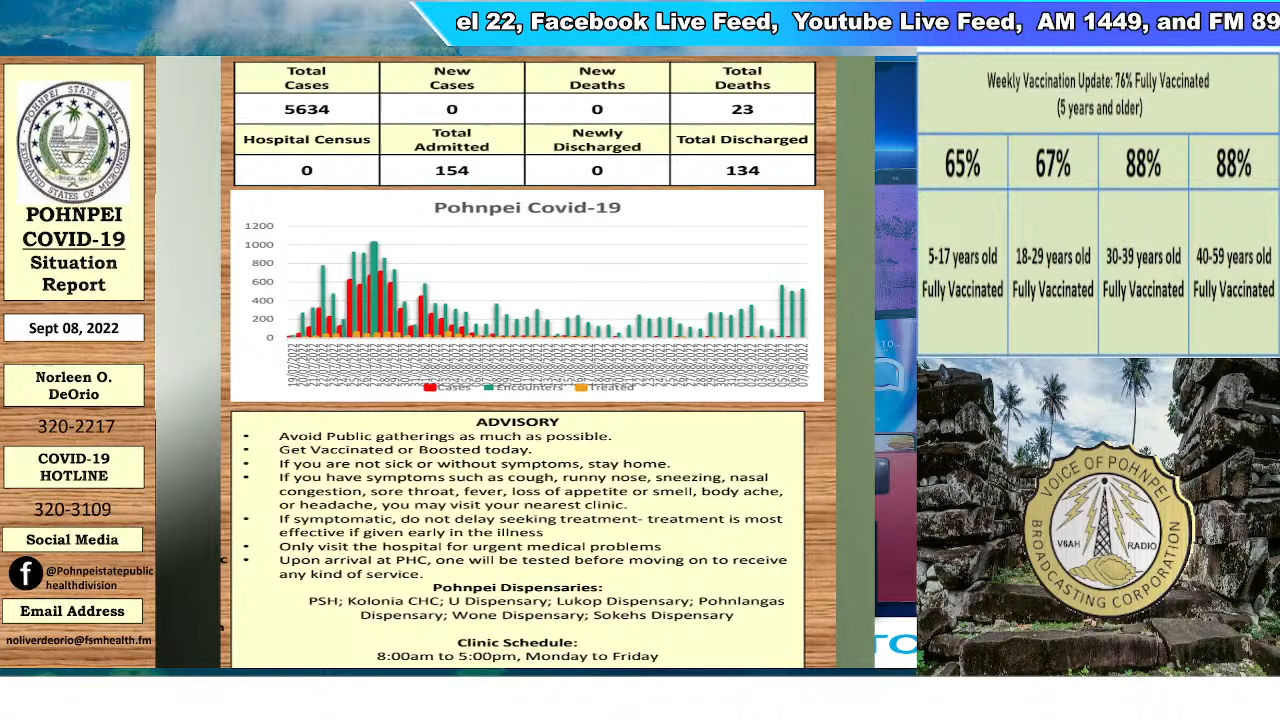 el 22, Facebook Live Feed, Youtube Live Feed, AM 1449, and FM 89
POHNPEI STATE SEAL
FEDERATED STATES OF MICRONESIA
POHNPEI
COVID-19
Situation
Report
Sept 08, 2022
Norleen O.
DeOrio
320-2217
COVID-19
HOTLINE
320-3109
Social Media
@Pohnpeistatepublic
healthdivision
Email Address
noliverdeorio@fsmhealth.fm
Total Cases New Cases New Deaths Total Deaths
5634 0 0 23
Hospital Census Total Admitted Newly Discharged Total Discharged
0 154 0 134
Pohnpei Covid-19
1200
1000
800
600
400
200
0
Cases Encounters Treated
ADVISORY
• Avoid Public gatherings as much as possible.
• Get Vaccinated or Boosted today.
• If you are not sick or without symptoms, stay home.
• If you have symptoms such as cough, runny nose, sneezing, nasal
congestion, sore throat, fever, loss of appetite or smell, body ache,
or headache, you may visit your nearest clinic.
• If symptomatic, do not delay seeking treatment- treatment is most
effective if given early in the illness
• Only visit the hospital for urgent medical problems
• Upon arrival at PHC, one will be tested before moving on to receive
any kind of service.
Pohnpei Dispensaries:
PSH; Kolonia CHC; U Dispensary; Lukop Dispensary; Pohnlangas
Dispensary; Wone Dispensary; Sokehs Dispensary
Clinic Schedule:
8:00am to 5:00pm, Monday to Friday
Weekly Vaccination Update: 76% Fully Vaccinated
(5 years and older)
65% 67% 88% 88%
5-17 years old 18-29 years old 30-39 years old 40-59 years old
Fully Vaccinated Fully Vaccinated Fully Vaccinated Fully Vaccinated
VOICE OF POHNPEI
V6AH RADIO
BROADCASTING CORPORATION